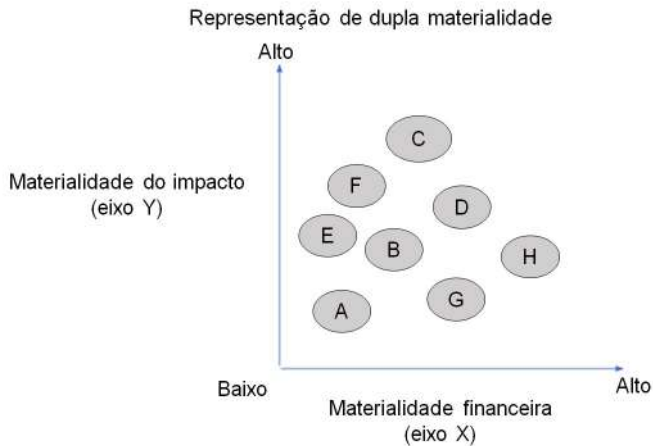 Representação de dupla materialidade
Alto
C
Materialidade do impacto
(eixo Y)
F
D
E
B
H
G
A
Baixo
Alto
Materialidade financeira
(eixo X)